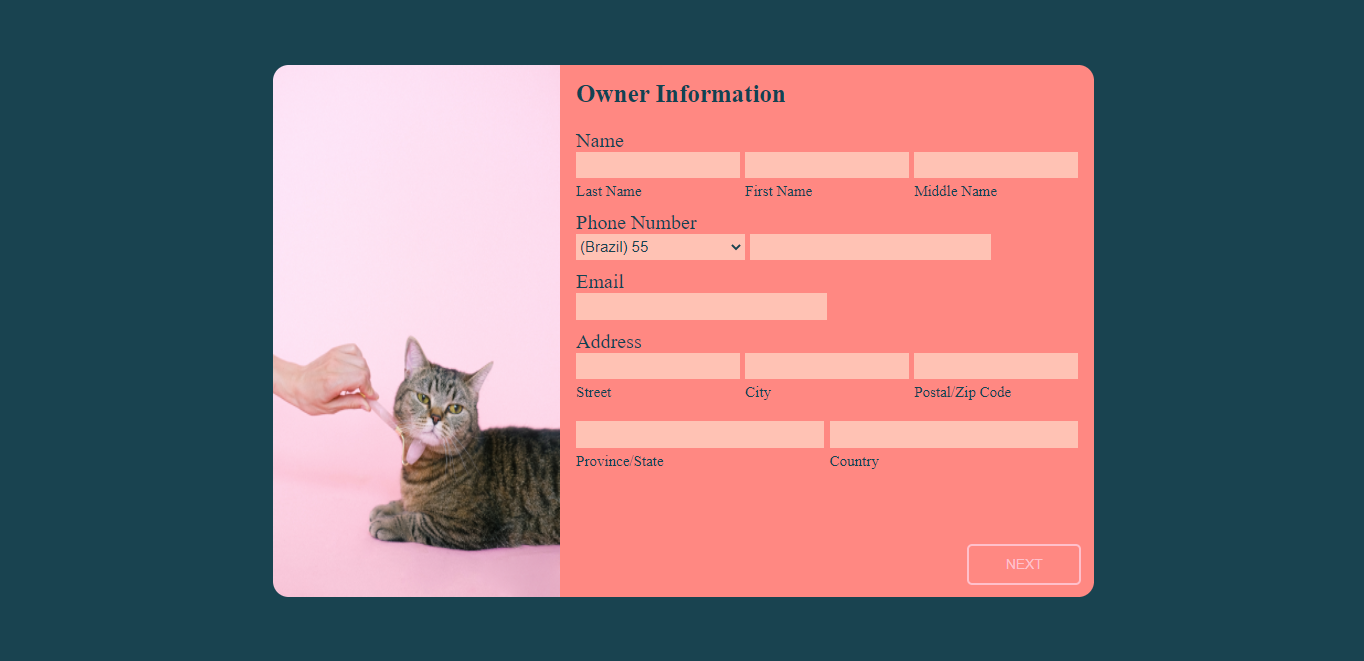 Owner Information
Name
Last Name First Name Middle Name
Phone Number
(Brazil) 55
Email
Address
Street City Postal/Zip Code
Province/State Country
NEXT